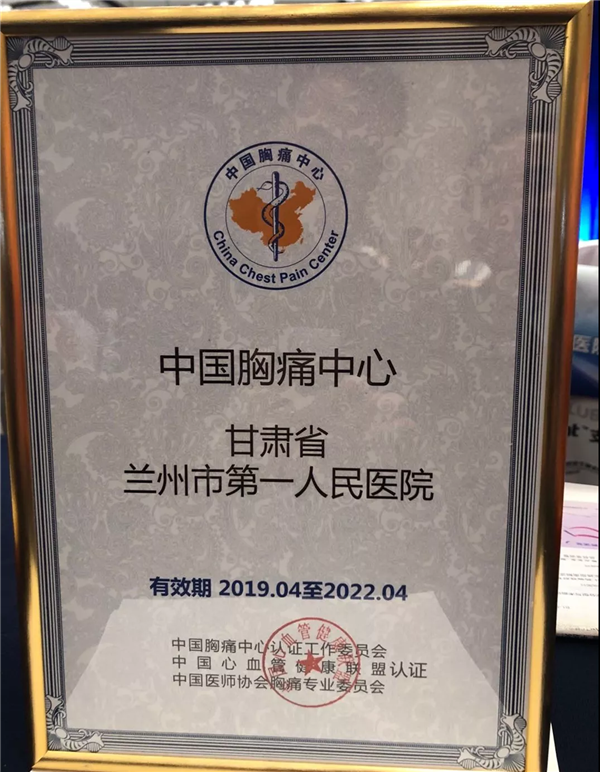 中国胸痛中心
China Chest Pain Center
中国胸痛中心
甘肃省
兰州市第一人民医院
有效期 2019.04至2022.04
中国胸痛中心认证工作委员会
中国心血管健康联盟认证
中国医师协会胸痛专业委员会